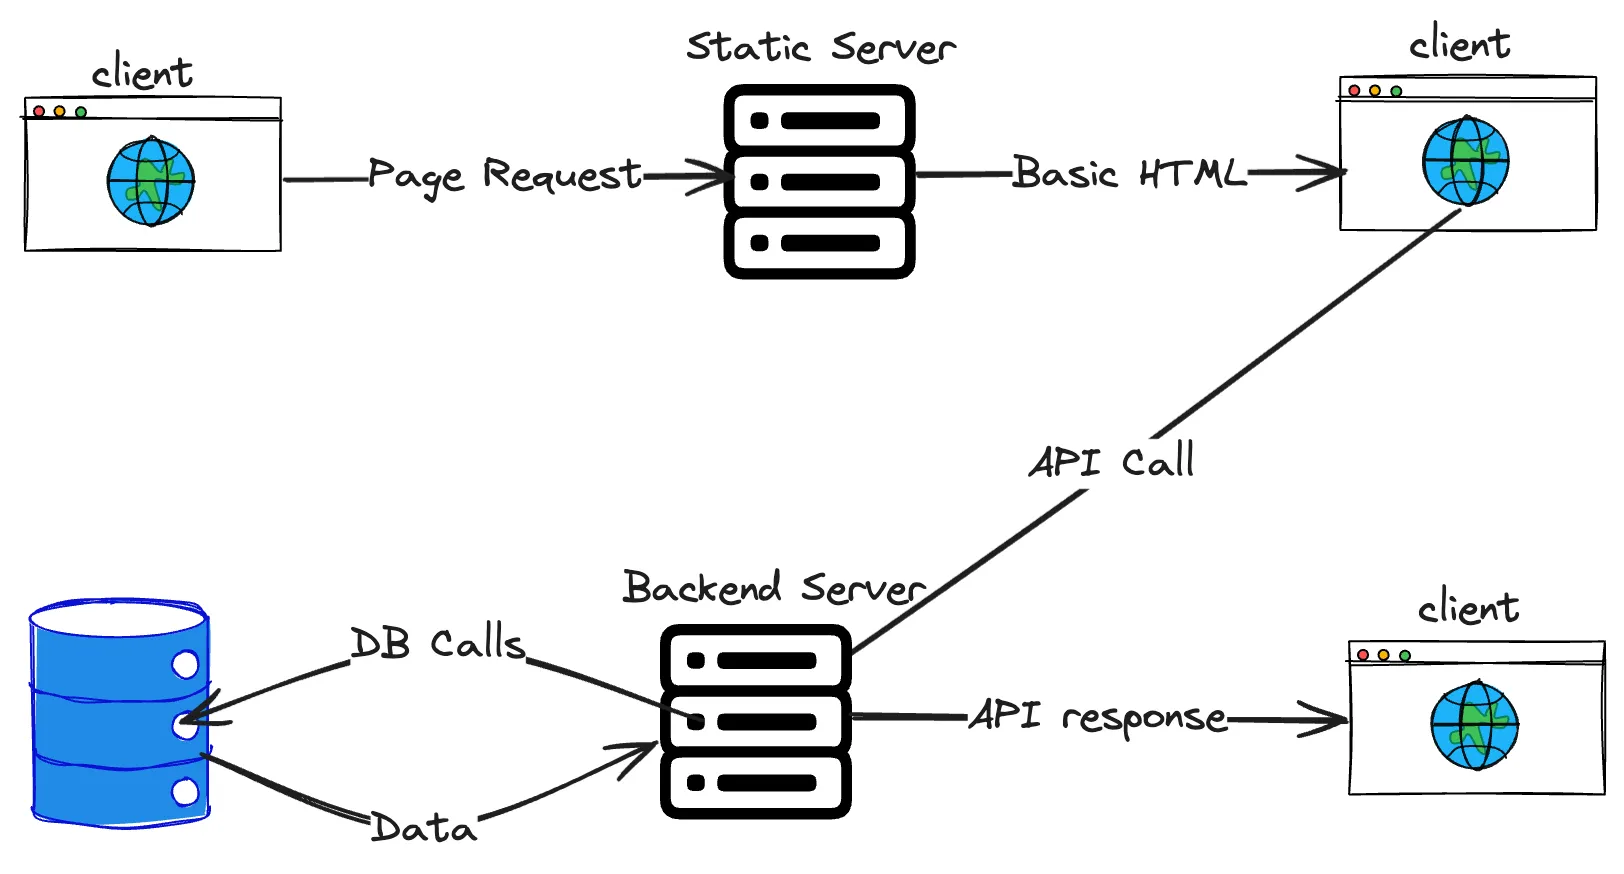 client
Static Server
client
Page Request
Basic HTML
API Call
Backend Server
client
DB Calls
API response
Data